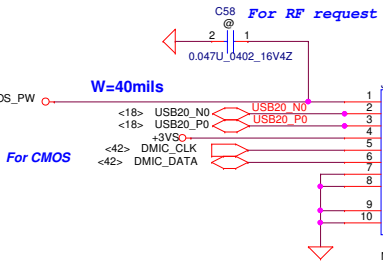 C58
For RF request
@
2
1
0.047U_0402_16V4Z
W=40mils
OS_PW
1
<18>
USB20_N0
USB20_N0
2
<18>
USB20_P0
USB20_P0
3
+3VS
4
For CMOS
<42>
DMIC_CLK
5
<42>
DMIC_DATA
6
7
8
9
10